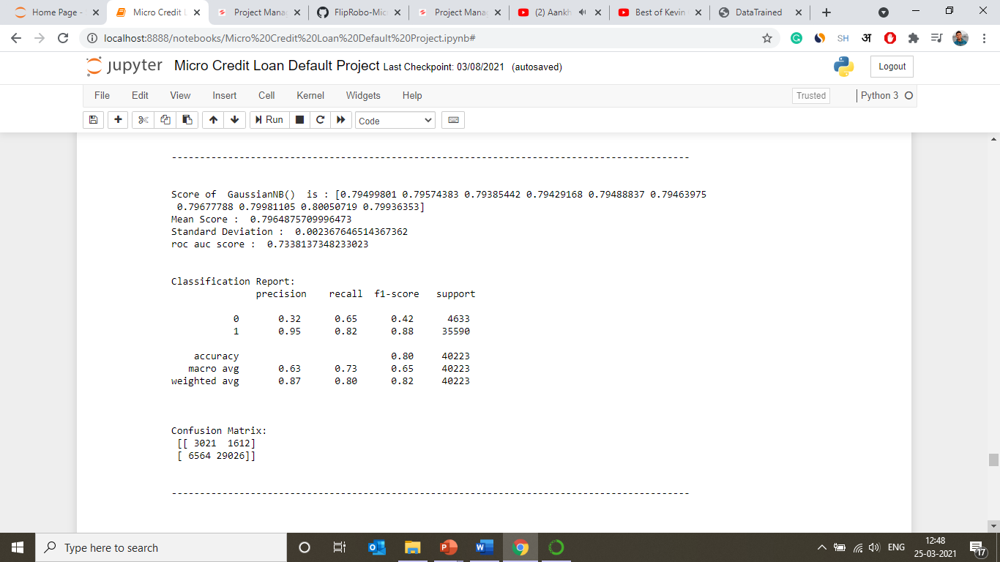 Home Page -
Micro Credit L
Project Manag
FlipRobo-Mic
Project Mana
(2) Aankh
Best of Kevin
DataTrained
localhost:8888/notebooks/Micro%20Credit%20Loan%20Default%20Project.ipynb#
SH अ
jupyter Micro Credit Loan Default Project Last Checkpoint: 03/08/2021 (autosaved)
Logout
File Edit View Insert Cell Kernel Widgets Help
Trusted
Python 3
Run
Code
-----------------------------------------------------------------------------------------
Score of  GaussianNB()  is : [0.79499801 0.79574383 0.79385442 0.79429168 0.79488837 0.79463975
0.79677788 0.79981105 0.80050719 0.79936353]
Mean Score :  0.7964875709996473
Standard Deviation :  0.002367646514367362
roc auc score :  0.7338137348233023
Classification Report:
precision recall f1-score support
0 0.32 0.65 0.42 4633
1 0.95 0.82 0.88 35590
accuracy 0.80 40223
macro avg 0.63 0.73 0.65 40223
weighted avg 0.87 0.80 0.82 40223
Confusion Matrix:
[[ 3021  1612]
[ 6564 29026]]
-----------------------------------------------------------------------------------------
Type here to search
ENG
12:48
25-03-2021
17